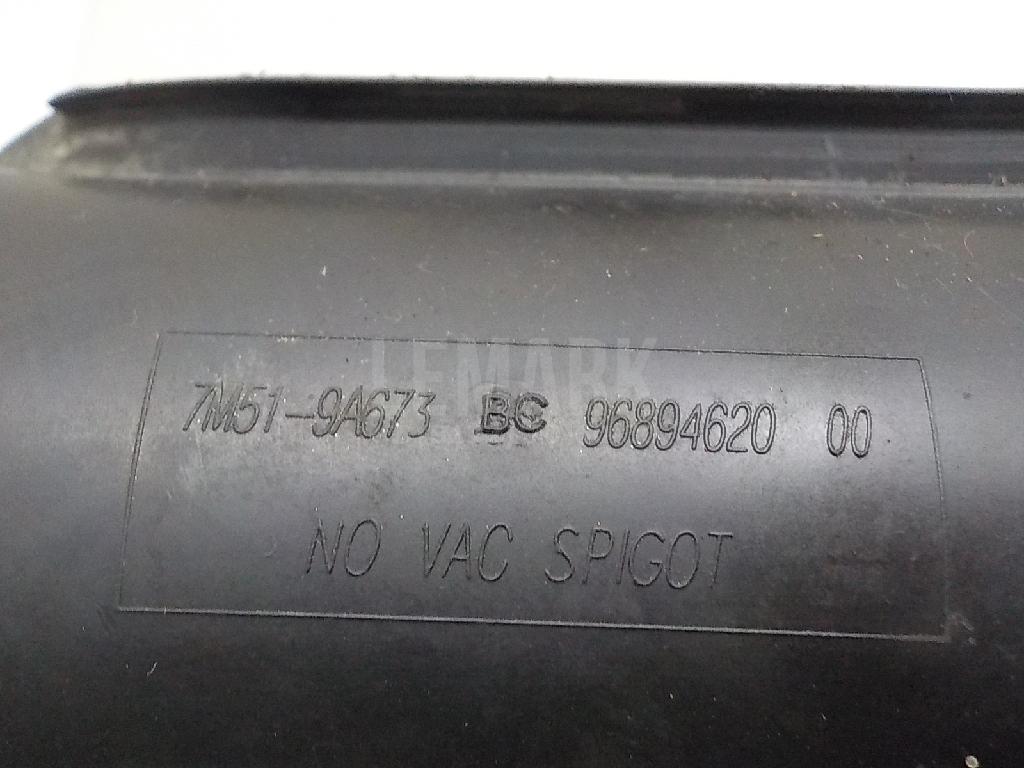 LEMARK
7M51-9A673 BC 96894620 00
NO VAC SPIGOT